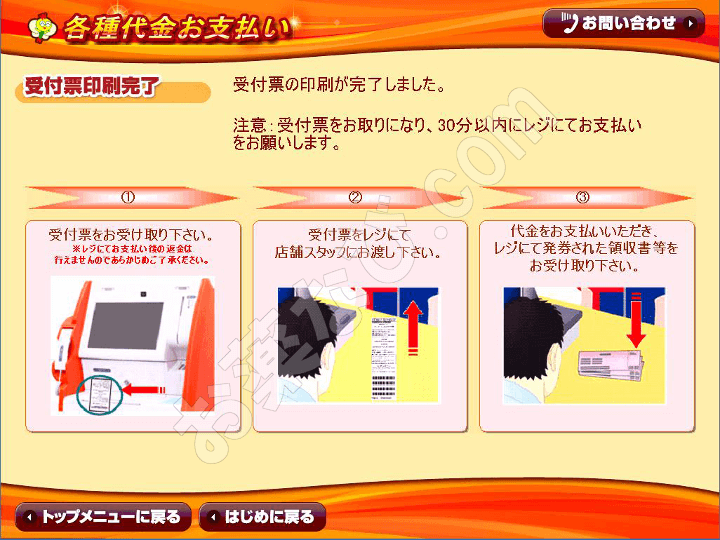 各種代金お支払い
お問い合わせ
受付票印刷完了
受付票の印刷が完了しました。
注意：受付票をお取りになり、30分以内にレジにてお支払い
をお願いします。
①
受付票をお受け取り下さい。
※レジにてお支払い後の返金は
行えませんのであらかじめご了承ください。
②
受付票をレジにて
店舗スタッフにお渡し下さい。
③
代金をお支払いいただき、
レジにて発券された領収書等を
お受け取り下さい。
お薬なび.com
トップメニューに戻る
はじめに戻る